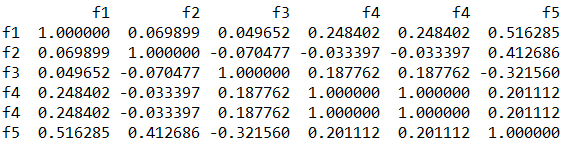 f1 f2 f3 f4 f4 f5
f1 1.000000 0.069899 0.049652 0.248402 0.248402 0.516285
f2 0.069899 1.000000 -0.070477 -0.033397 -0.033397 0.412686
f3 0.049652 -0.070477 1.000000 0.187762 0.187762 -0.321560
f4 0.248402 -0.033397 0.187762 1.000000 1.000000 0.201112
f4 0.248402 -0.033397 0.187762 1.000000 1.000000 0.201112
f5 0.516285 0.412686 -0.321560 0.201112 0.201112 1.000000